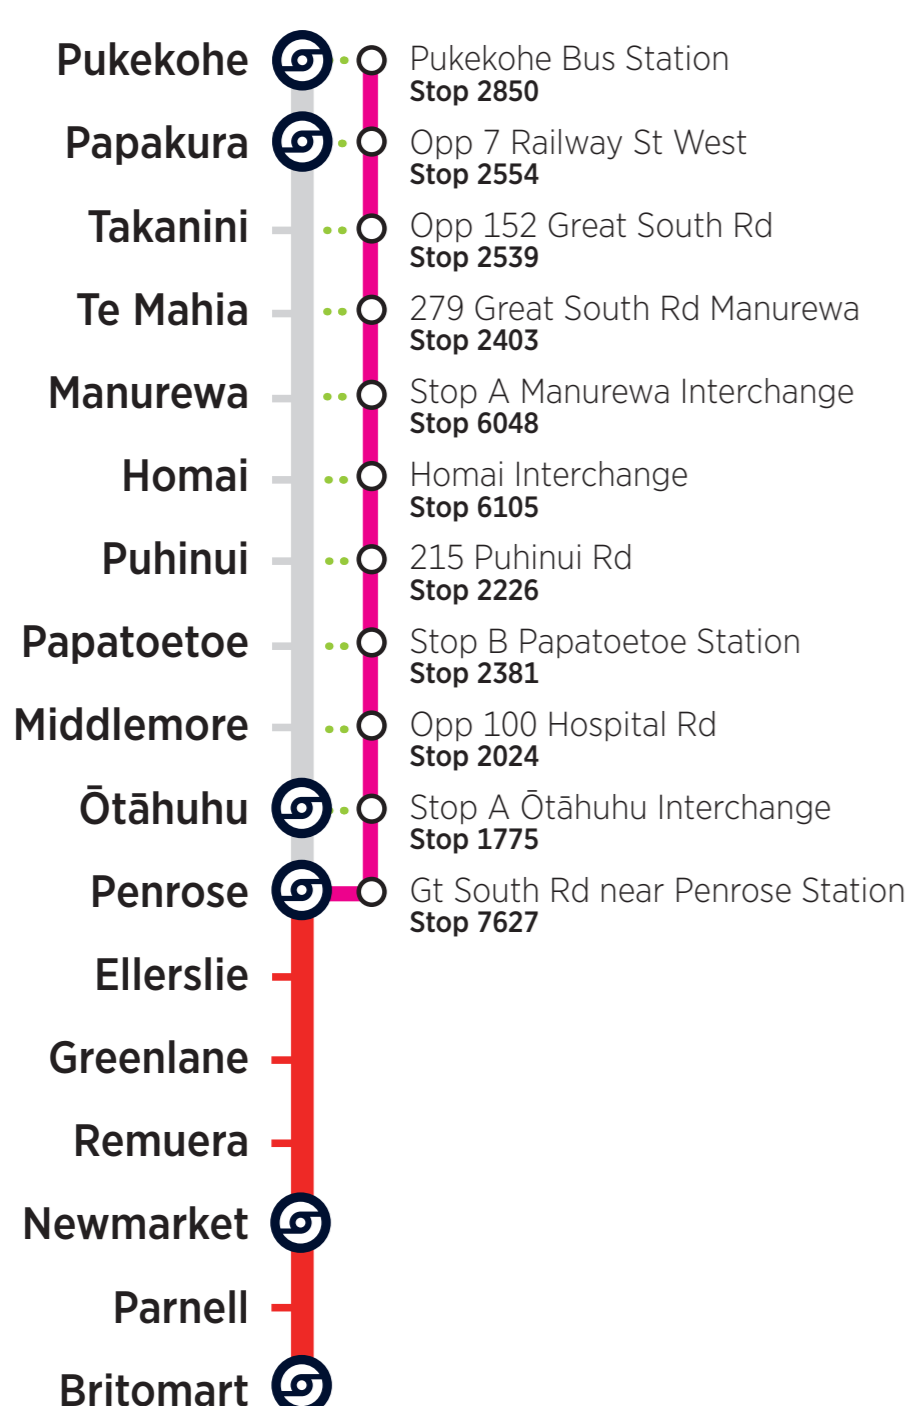 Pukekohe
Pukekohe Bus Station
Stop 2850
Papakura
Opp 7 Railway St West
Stop 2554
Takanini
Opp 152 Great South Rd
Stop 2539
Te Mahia
279 Great South Rd Manurewa
Stop 2403
Manurewa
Stop A Manurewa Interchange
Stop 6048
Homai
Homai Interchange
Stop 6105
Puhinui
215 Puhinui Rd
Stop 2226
Papatoetoe
Stop B Papatoetoe Station
Stop 2381
Middlemore
Opp 100 Hospital Rd
Stop 2024
Ōtāhuhu
Stop A Ōtāhuhu Interchange
Stop 1775
Penrose
Gt South Rd near Penrose Station
Stop 7627
Ellerslie
Greenlane
Remuera
Newmarket
Parnell
Britomart